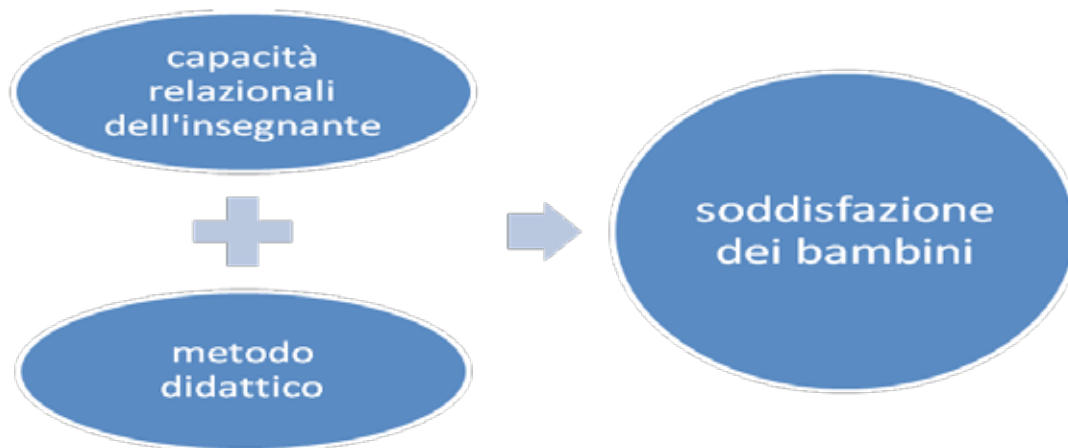 capacità
relazionali
dell'insegnante
metodo
didattico
soddisfazione
dei bambini